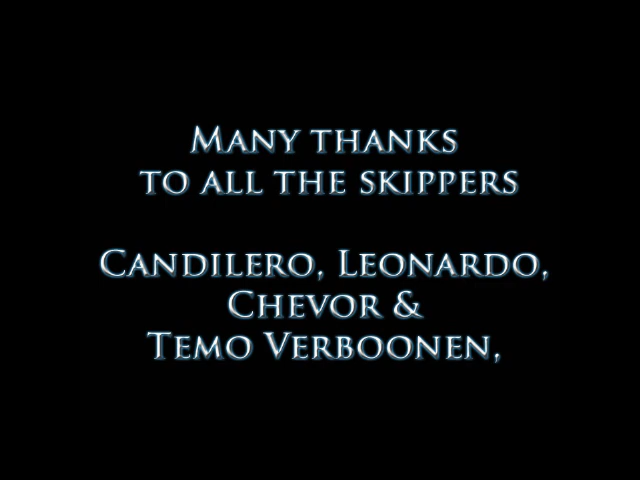 Many thanks
to all the skippers
Candilero, Leonardo,
Chevor &
Temo Verboonen,